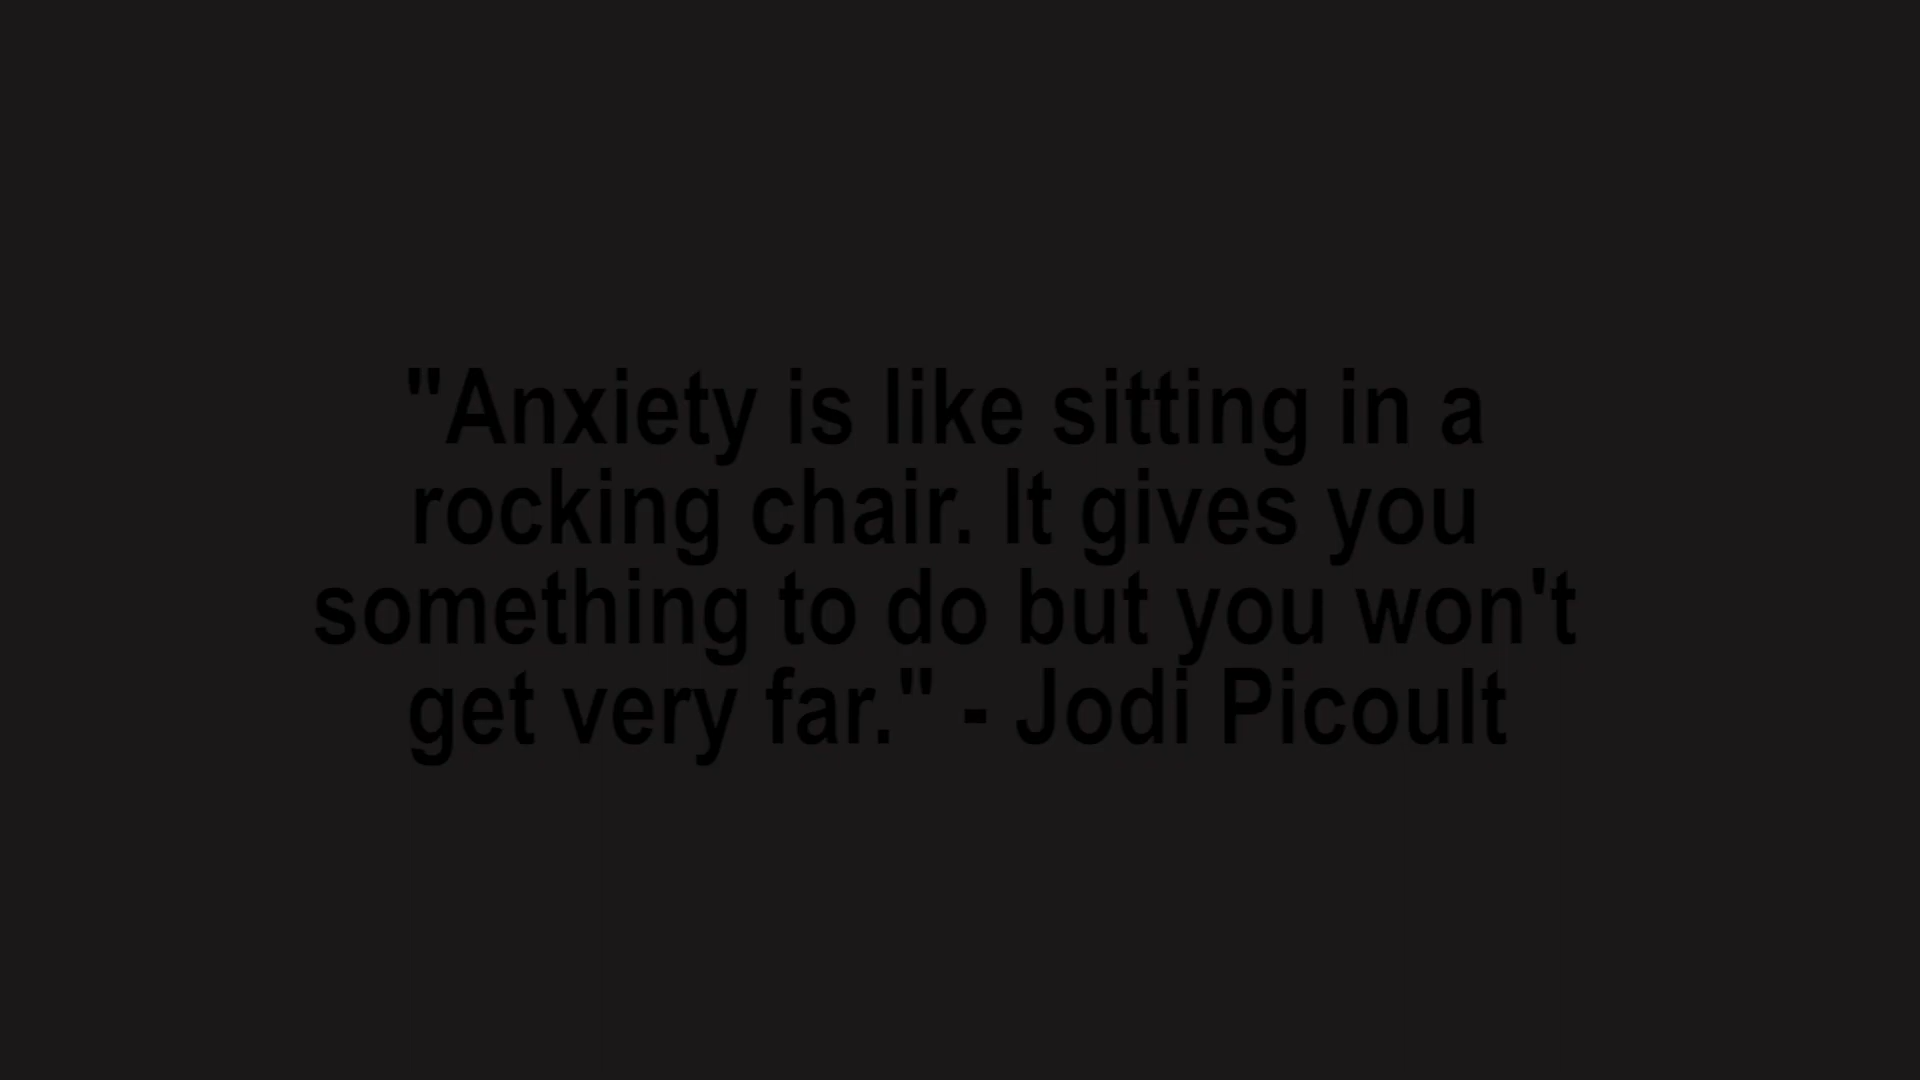 "Anxiety is like sitting in a
rocking chair. It gives you
something to do but you won't
get very far." - Jodi Picoult